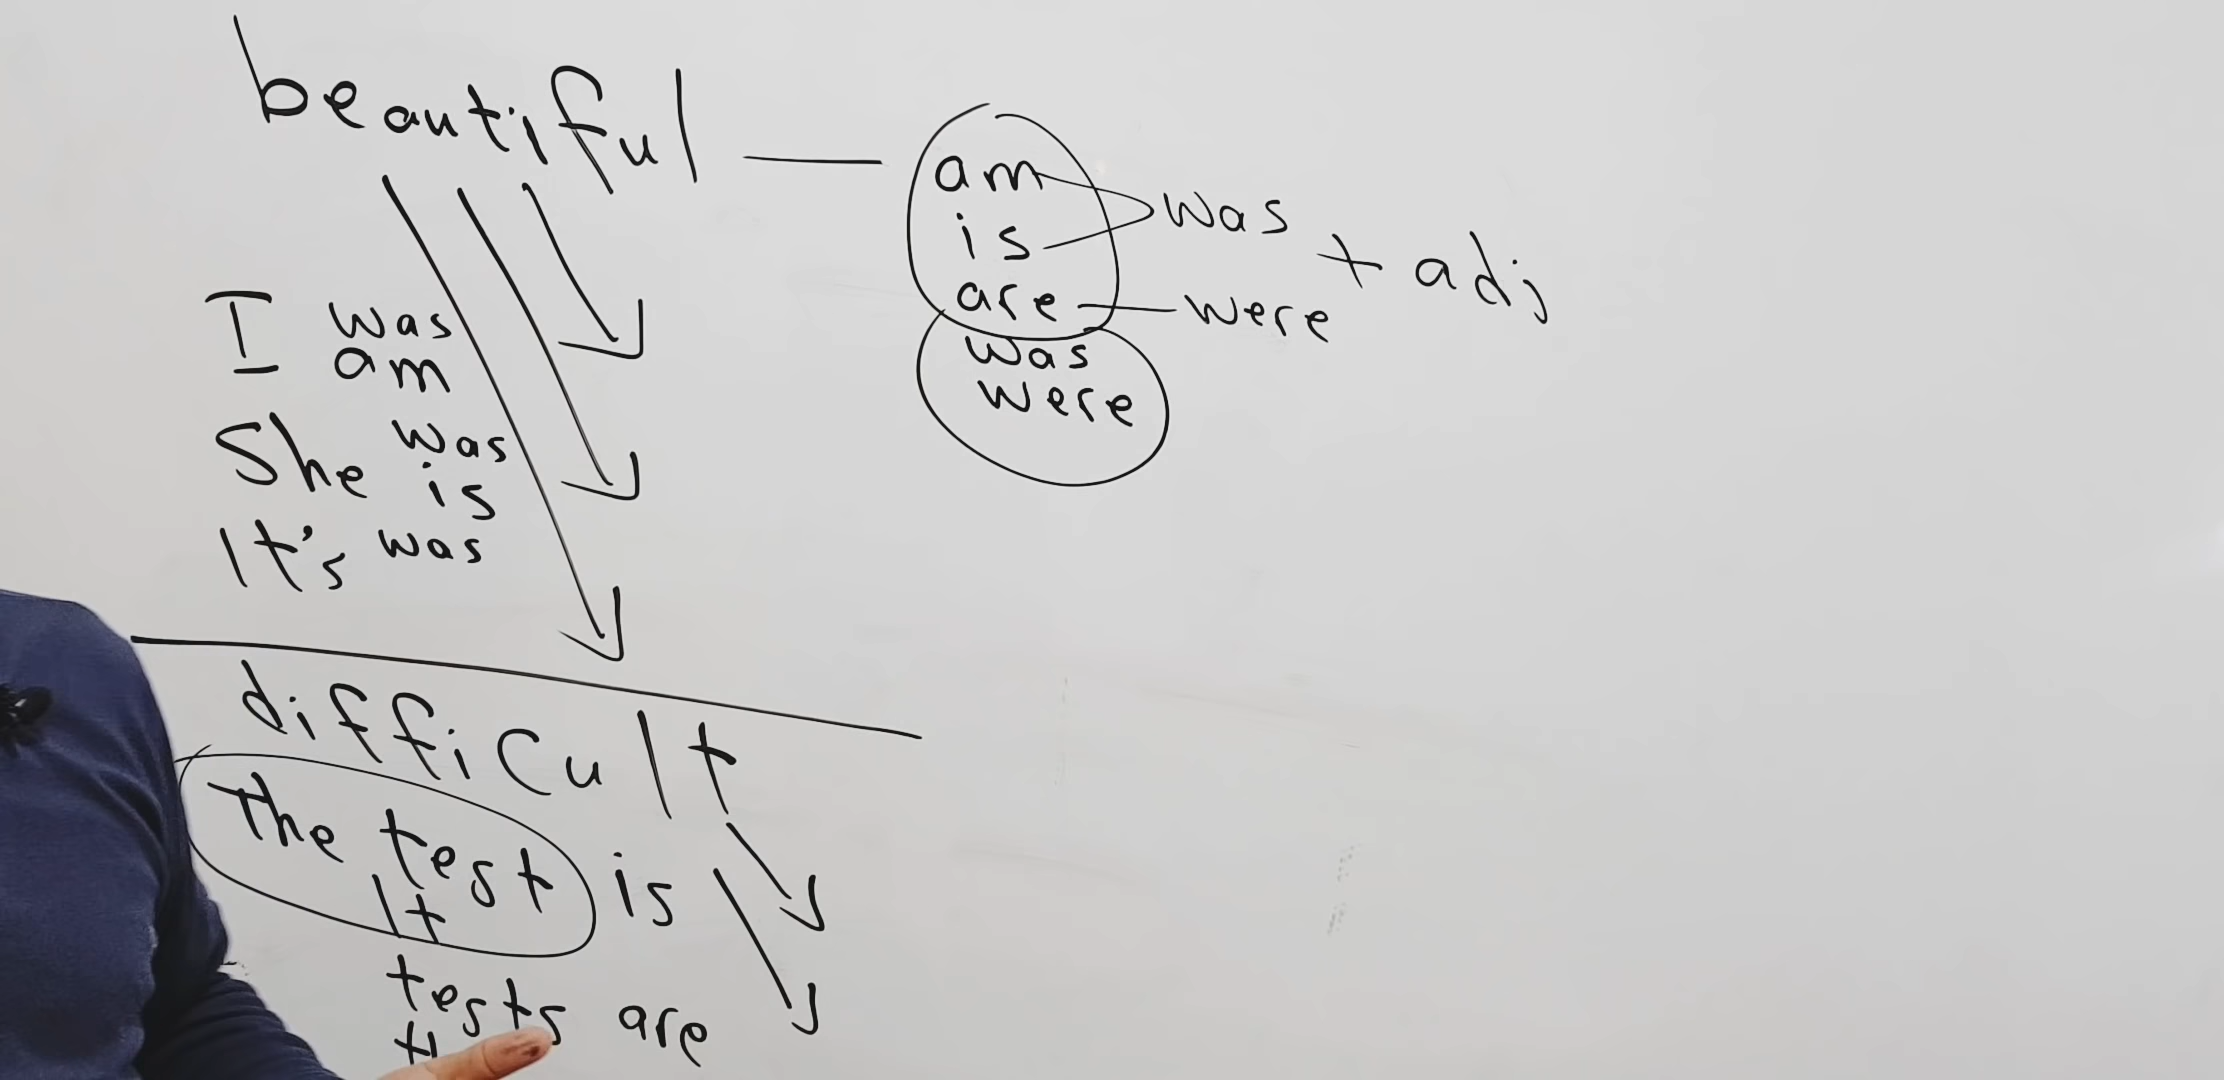 beautiful — am
is
are
was
were
was
were
+ adj
I was
am
She was
is
It's was
difficult
The test is
It
tests are